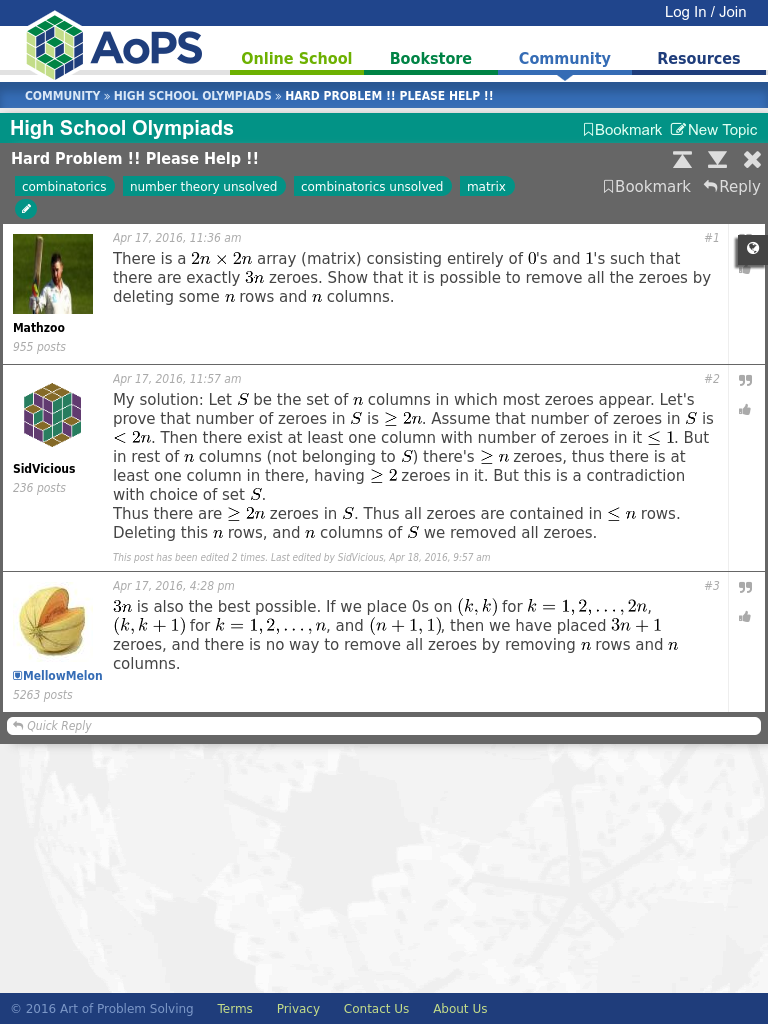 Log In / Join
AoPS
Online School
Bookstore
Community
Resources
COMMUNITY » HIGH SCHOOL OLYMPIADS » HARD PROBLEM !! PLEASE HELP !!
High School Olympiads
Bookmark New Topic
Hard Problem !! Please Help !!
combinatorics number theory unsolved combinatorics unsolved matrix
Bookmark Reply
Apr 17, 2016, 11:36 am #1
There is a 2n × 2n array (matrix) consisting entirely of 0's and 1's such that
there are exactly 3n zeroes. Show that it is possible to remove all the zeroes by
deleting some n rows and n columns.
Mathzoo
955 posts
Apr 17, 2016, 11:57 am #2
My solution: Let S be the set of n columns in which most zeroes appear. Let's
prove that number of zeroes in S is ≥ 2n. Assume that number of zeroes in S is
< 2n. Then there exist at least one column with number of zeroes in it ≤ 1. But
in rest of n columns (not belonging to S) there's ≥ n zeroes, thus there is at
least one column in there, having ≥ 2 zeroes in it. But this is a contradiction
with choice of set S.
Thus there are ≥ 2n zeroes in S. Thus all zeroes are contained in ≤ n rows.
Deleting this n rows, and n columns of S we removed all zeroes.
This post has been edited 2 times. Last edited by SidVicious, Apr 18, 2016, 9:57 am
SidVicious
236 posts
Apr 17, 2016, 4:28 pm #3
3n is also the best possible. If we place 0s on (k, k) for k = 1, 2, . . . , 2n,
(k, k + 1) for k = 1, 2, . . . , n, and (n + 1, 1), then we have placed 3n + 1
zeroes, and there is no way to remove all zeroes by removing n rows and n
columns.
MellowMelon
5263 posts
Quick Reply
© 2016 Art of Problem Solving Terms Privacy Contact Us About Us